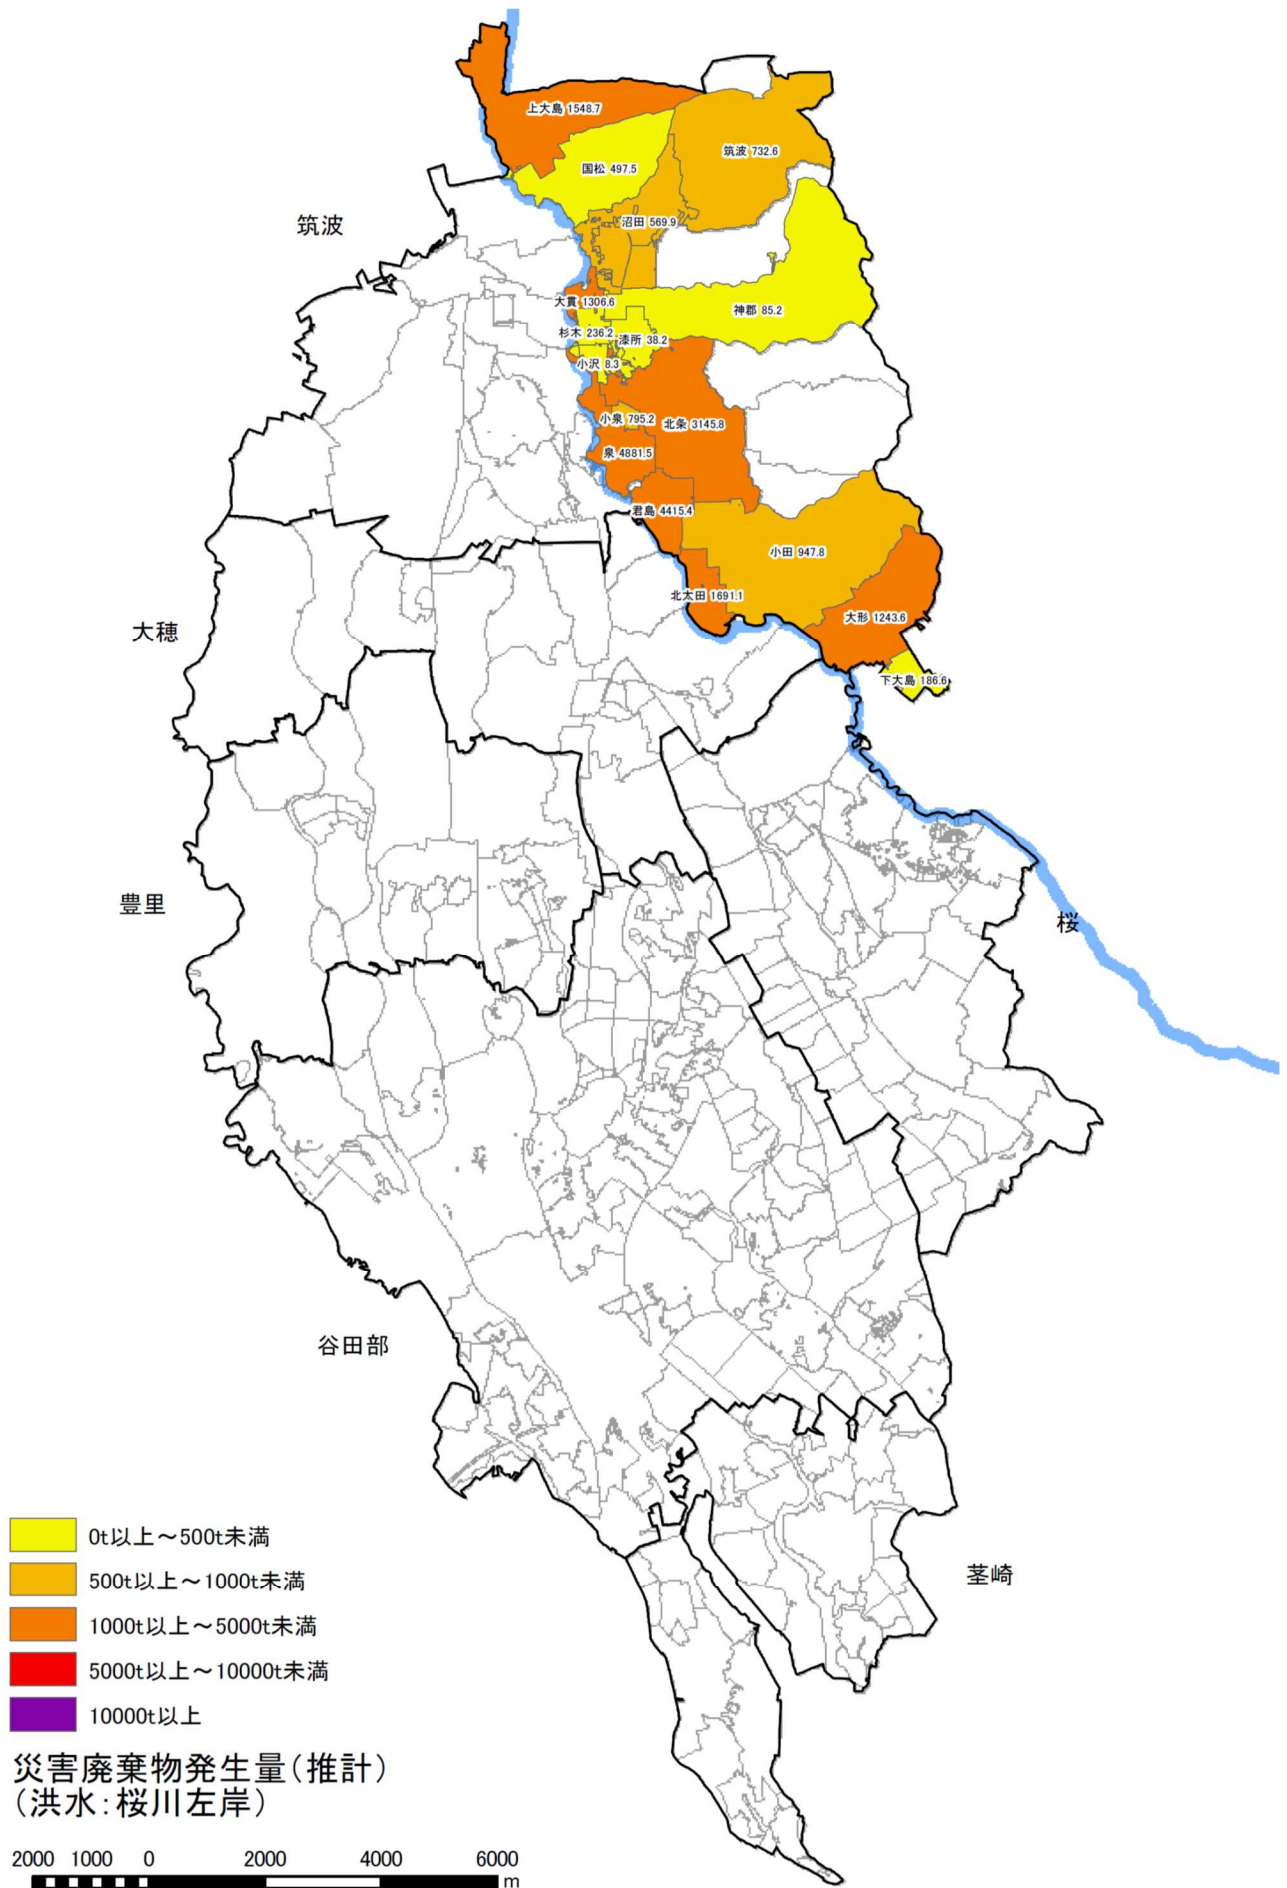 上大島 1548.7
筑波 732.6
国松 497.5
筑波
沼田 569.9
大貫 1306.6
神郡 85.2
杉木 236.2
漆所 38.2
小沢 8.3
小泉 795.2
北条 3145.8
泉 4881.5
君島 4415.4
小田 947.8
北太田 1691.1
大形 1243.6
大穂
下大島 186.6
豊里
桜
谷田部
茎崎
0t以上～500t未満
500t以上～1000t未満
1000t以上～5000t未満
5000t以上～10000t未満
10000t以上
災害廃棄物発生量（推計）
（洪水：桜川左岸）
2000 1000 0 2000 4000 6000
m